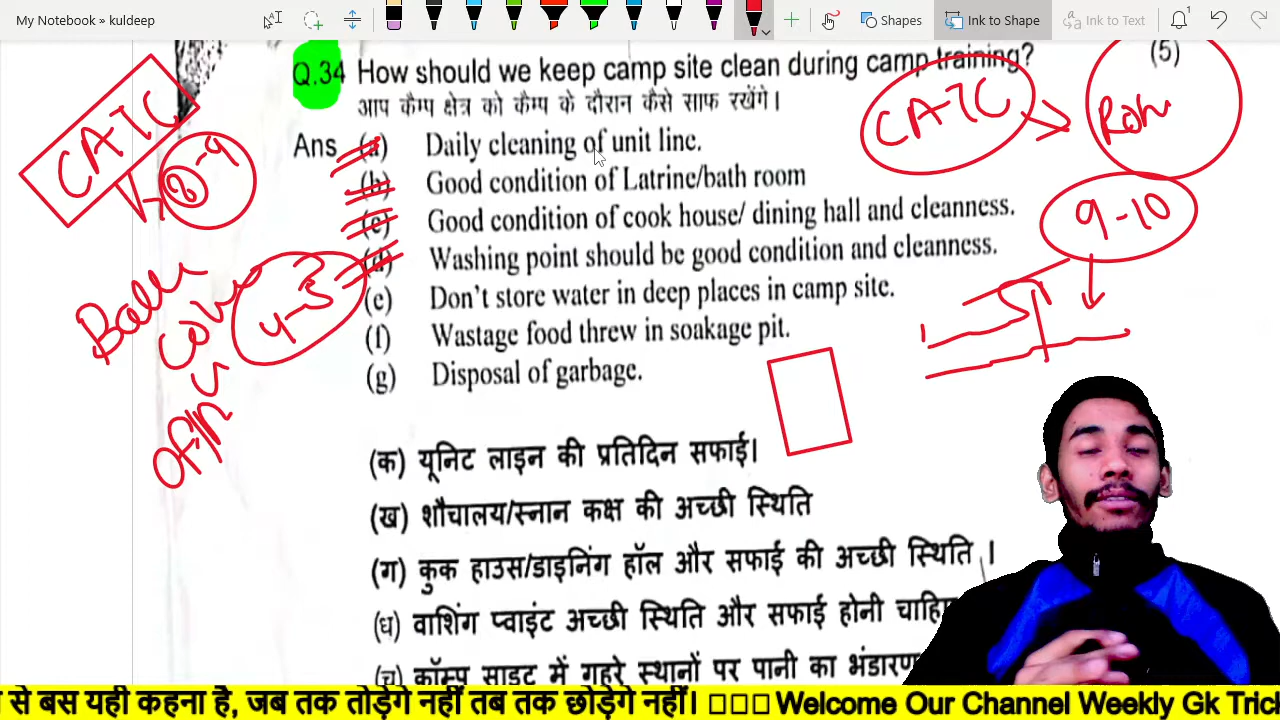 My Notebook » kuldeep
Shapes
Ink to Shape
Ink to Text
1
Q.34 How should we keep camp site clean during camp training?
(5)
आप कैम्प क्षेत्र को कैम्प के दौरान कैसे साफ रखेंगे।
CATC
CATC
Ans (a) Daily cleaning of unit line.
(b) Good condition of Latrine/bath room
(c) Good condition of cook house/ dining hall and cleanness.
9-10
(d) Washing point should be good condition and cleanness.
(e) Don't store water in deep places in camp site.
(f) Wastage food threw in soakage pit.
(g) Disposal of garbage.
(क) यूनिट लाइन की प्रतिदिन सफाई।
(ख) शौचालय/स्नान कक्ष की अच्छी स्थिति
(ग) कुक हाउस/डाइनिंग हॉल और सफाई की अच्छी स्थिति ।
(ध) वाशिंग प्वाइंट अच्छी स्थिति और सफाई होनी
(च) कॉम्प साइट में गहरे स्थानों पर पानी का
से बस यही कहना है, जब तक तोड़ेगे नहीं तब तक छोड़ेगे नहीं। Welcome Our Channel Weekly Gk Tric